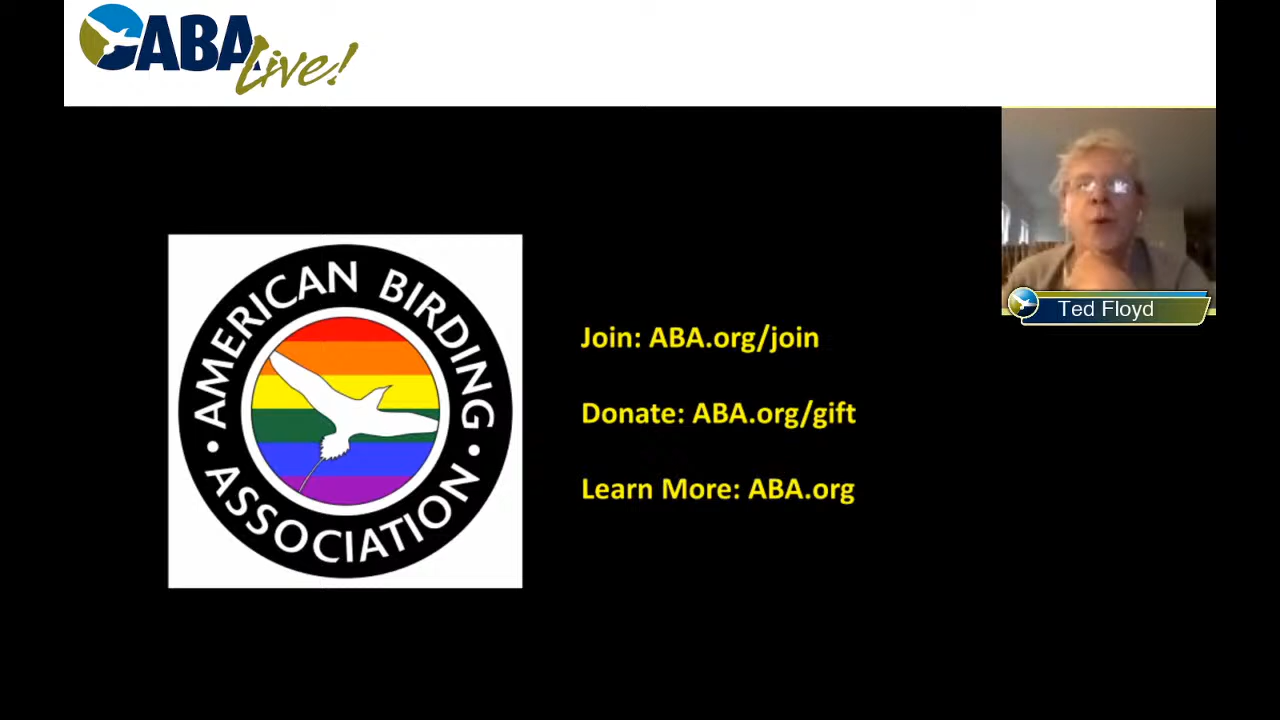 ABA Live!
Ted Floyd
AMERICAN BIRDING
• ASSOCIATION •
Join: ABA.org/join
Donate: ABA.org/gift
Learn More: ABA.org